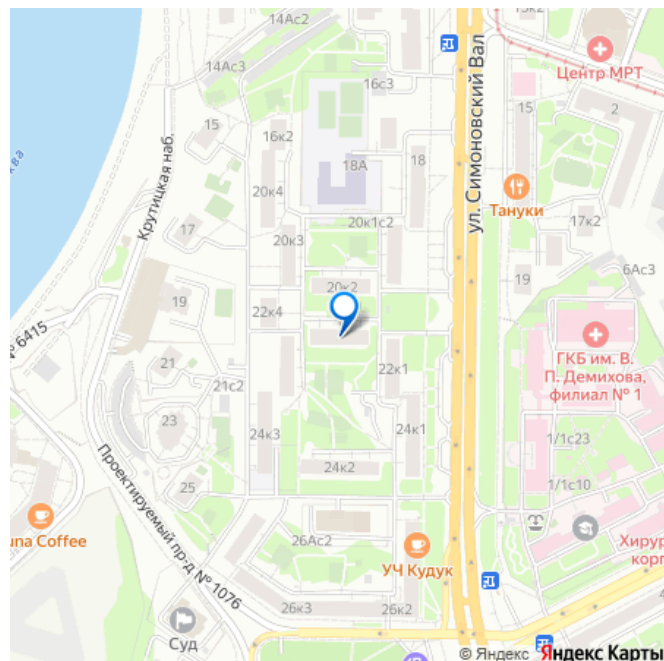 14Ас2
14Ас3
16с3
Центр МРТ
15
2
15
16к2
18А
18
ква
Крутицкая наб.
ул. Симоновский Вал
20к4
Тануки
17
20к1с2
17к2
20к3
19
6Ас3
20к2
19
22к4
ГКБ им. В.
П. Демихова,
филиал № 1
№ 6415
21
21с2
22к1
23
24к3
24к1
1/1с23
24к2
25
1/1с10
Проектируемый пр-д № 1076
una Coffee
26Ас2
УЧ Кудук
Хирур
корп
26к3
26к2
Суд
© Яндекс Яндекс Карты